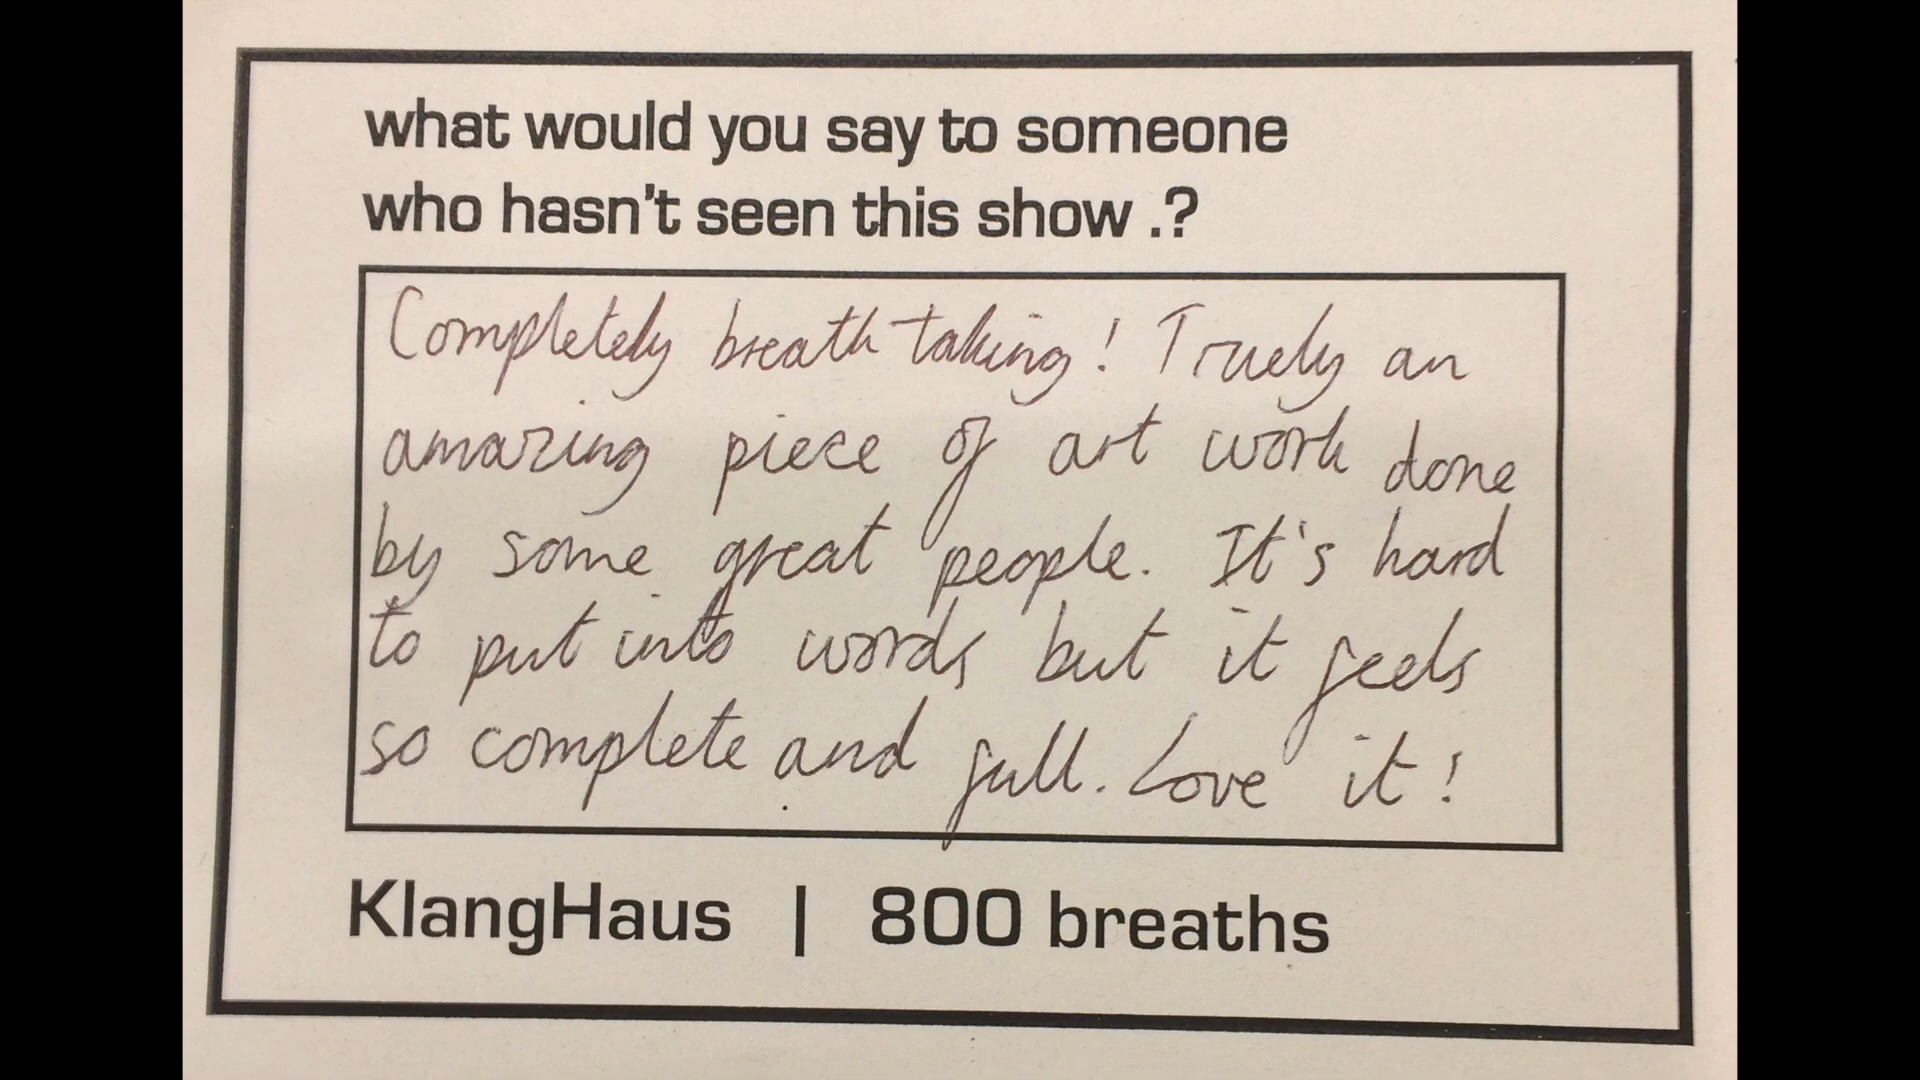 what would you say to someone
who hasn't seen this show .?
Completely breath taking! Truely an
amazing piece of art work done
by some great people. It's hard
to put into words but it feels
so complete and full. Love it!
KlangHaus | 800 breaths